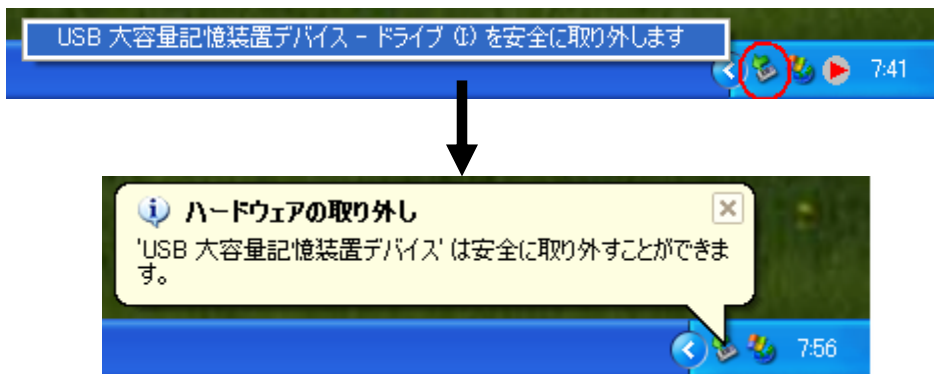 USB 大容量記憶装置デバイス - ドライブ (I) を安全に取り外します
7:41
ハードウェアの取り外し
'USB 大容量記憶装置デバイス' は安全に取り外すことができま
す。
7:56